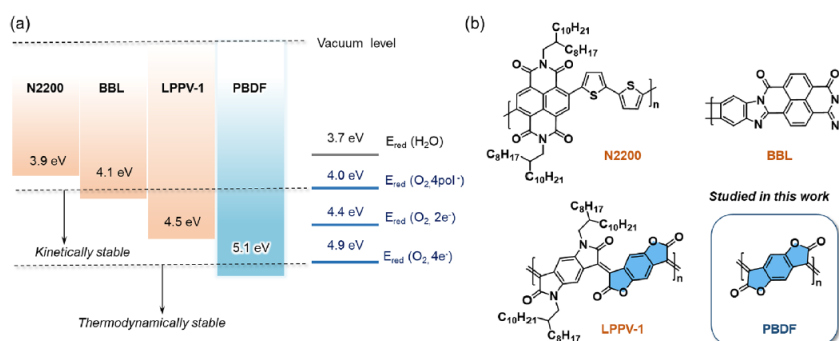 (a)
Vacuum level
N2200
BBL
LPPV-1
PBDF
3.9 eV
4.1 eV
4.5 eV
5.1 eV
3.7 eV
E_red (H₂O)
4.0 eV
E_red (O₂,4pol⁻)
4.4 eV
E_red (O₂, 2e⁻)
4.9 eV
E_red (O₂, 4e⁻)
Kinetically stable
Thermodynamically stable
(b)
C₁₀H₂₁
C₈H₁₇
O
N
O
S
S
n
O
N
O
C₈H₁₇
C₁₀H₂₁
N2200
O
O
N
N
N
N
BBL
Studied in this work
C₈H₁₇
C₁₀H₂₁
N
O
O
O
n
O
N
O
O
C₁₀H₂₁
C₈H₁₇
LPPV-1
O
O
O
O
n
PBDF